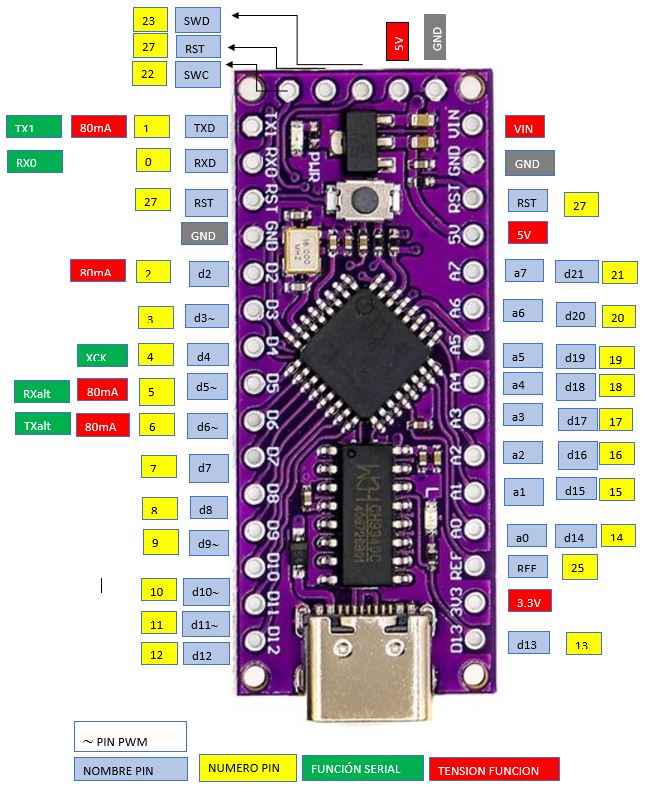 23 SWD
27 RST
22 SWC
5V
GND
TX1 80mA 1 TXD
RX0 0 RXD
27 RST
GND
80mA 2 d2
3 d3~
XCK 4 d4
RXalt 80mA 5 d5~
TXalt 80mA 6 d6~
7 d7
8 d8
9 d9~
10 d10~
11 d11~
12 d12
TX1
RX0
RST
GND
D2
D3
D4
D5
D6
D7
D8
D9
D10
D11
D12
PWR
16.000
MHZ
WCH
CH340C
L
VIN
GND
RST
5V
A7
A6
A5
A4
A3
A2
A1
A0
REF
3V3
D13
VIN
GND
RST 27
5V
a7 d21 21
a6 d20 20
a5 d19 19
a4 d18 18
a3 d17 17
a2 d16 16
a1 d15 15
a0 d14 14
REF 25
3.3V
d13 13
~ PIN PWM
NOMBRE PIN NUMERO PIN FUNCIÓN SERIAL TENSION FUNCION